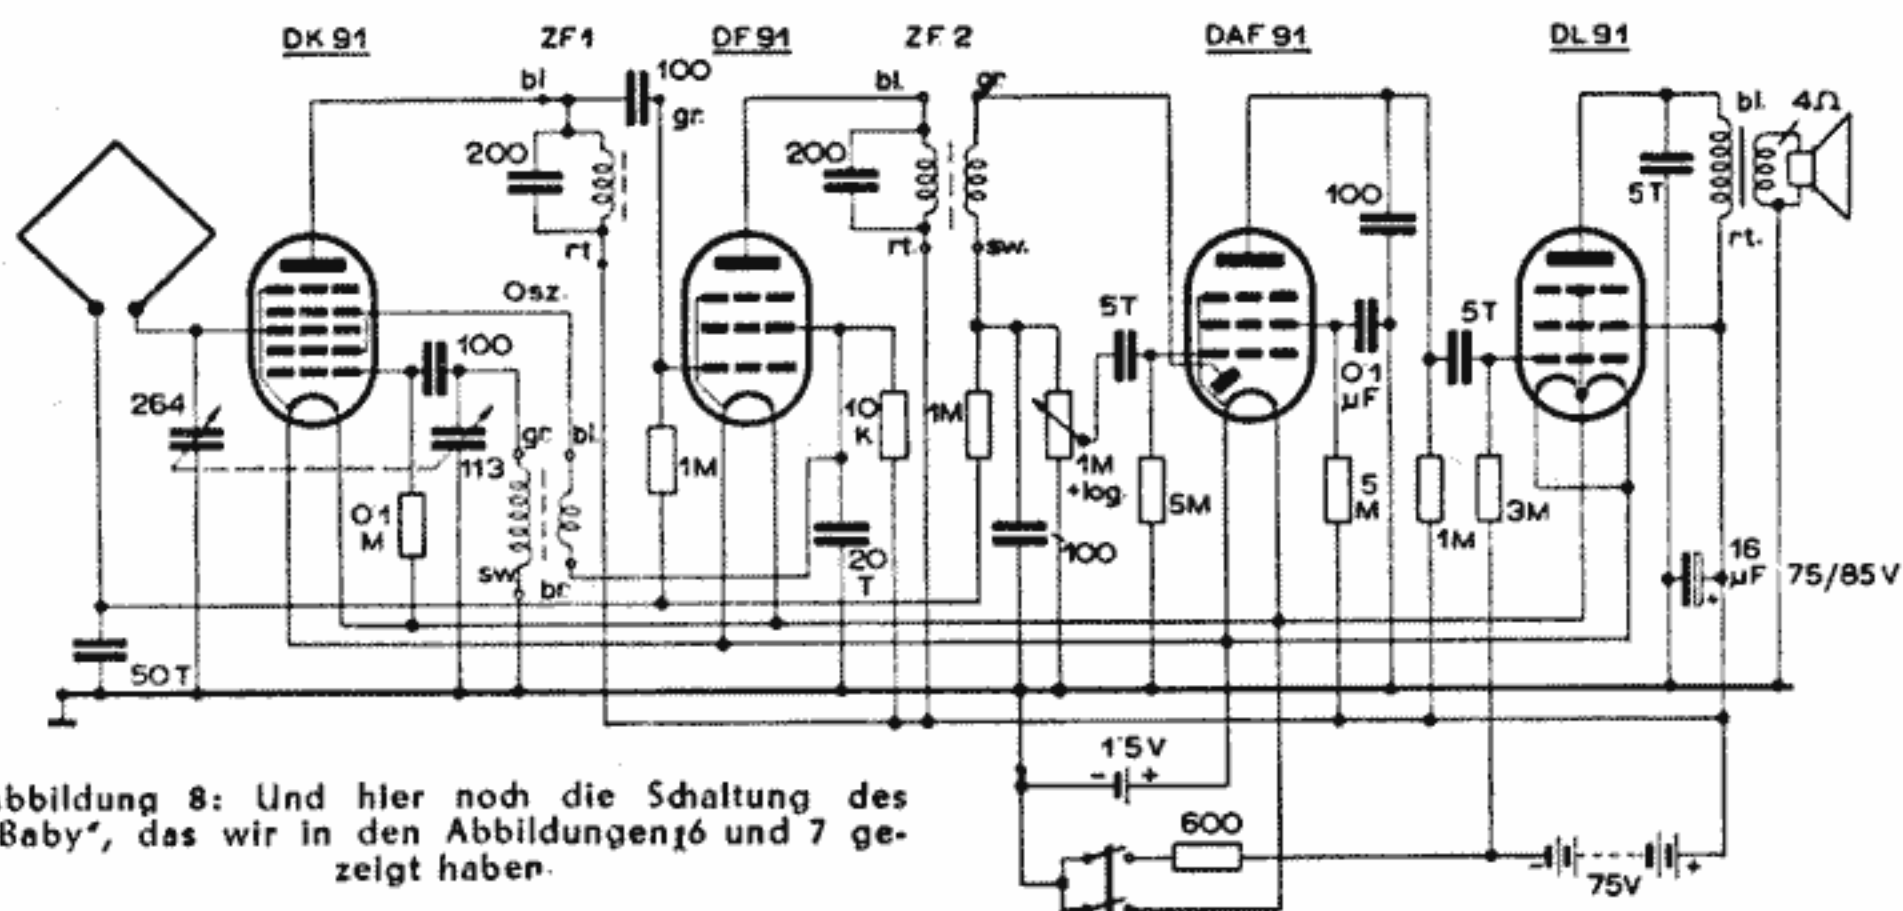 DK 91
ZF 1
DF 91
ZF. 2
DAF 91
DL 91
bl
100
gr.
bl.
gr.
bl.
4Ω
200
200
100
5T
rt
rt.
sw.
rt.
Osz.
100
5T
5T
264
113
gr.
bl.
10
K
1M
1M
0 1
µF
1M
+log.
5M
5
M
1M
3M
0 1
M
sw
br.
20
T
100
16
µF
75/85 V
50 T
1'5 V
- +
600
- +
75V
bbildung 8: Und hier noch die Schaltung des
Baby", das wir in den Abbildungen 6 und 7 ge-
zeigt haben.